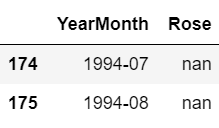 YearMonth Rose
174 1994-07 nan
175 1994-08 nan